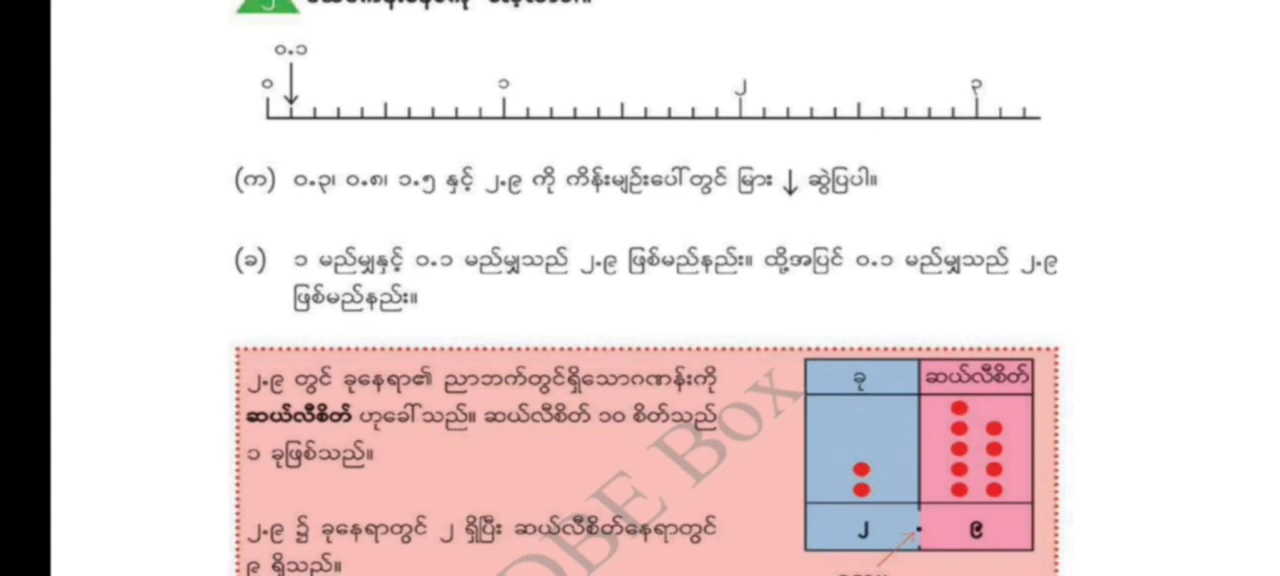 ၂
၀.၁
၀ ၁ ၂ ၃
(က) ၀.၃၊ ၀.၈၊ ၁.၅ နှင့် ၂.၉ ကို ကိန်းမျဉ်းပေါ်တွင် မြား ↓ ဆွဲပြပါ။
(ခ) ၁ မည်မျှနှင့် ၀.၁ မည်မျှသည် ၂.၉ ဖြစ်မည်နည်း။ ထို့အပြင် ၀.၁ မည်မျှသည် ၂.၉
ဖြစ်မည်နည်း။
၂.၉ တွင် ခုနေရာ၏ ညာဘက်တွင်ရှိသောဂဏန်းကို
ဆယ်လီစိတ် ဟုခေါ်သည်။ ဆယ်လီစိတ် ၁၀ စိတ်သည်
၁ ခုဖြစ်သည်။
၂.၉ ၌ ခုနေရာတွင် ၂ ရှိပြီး ဆယ်လီစိတ်နေရာတွင်
၉ ရှိသည်။
ခု ဆယ်လီစိတ်
၂ . ၉
DBE Box